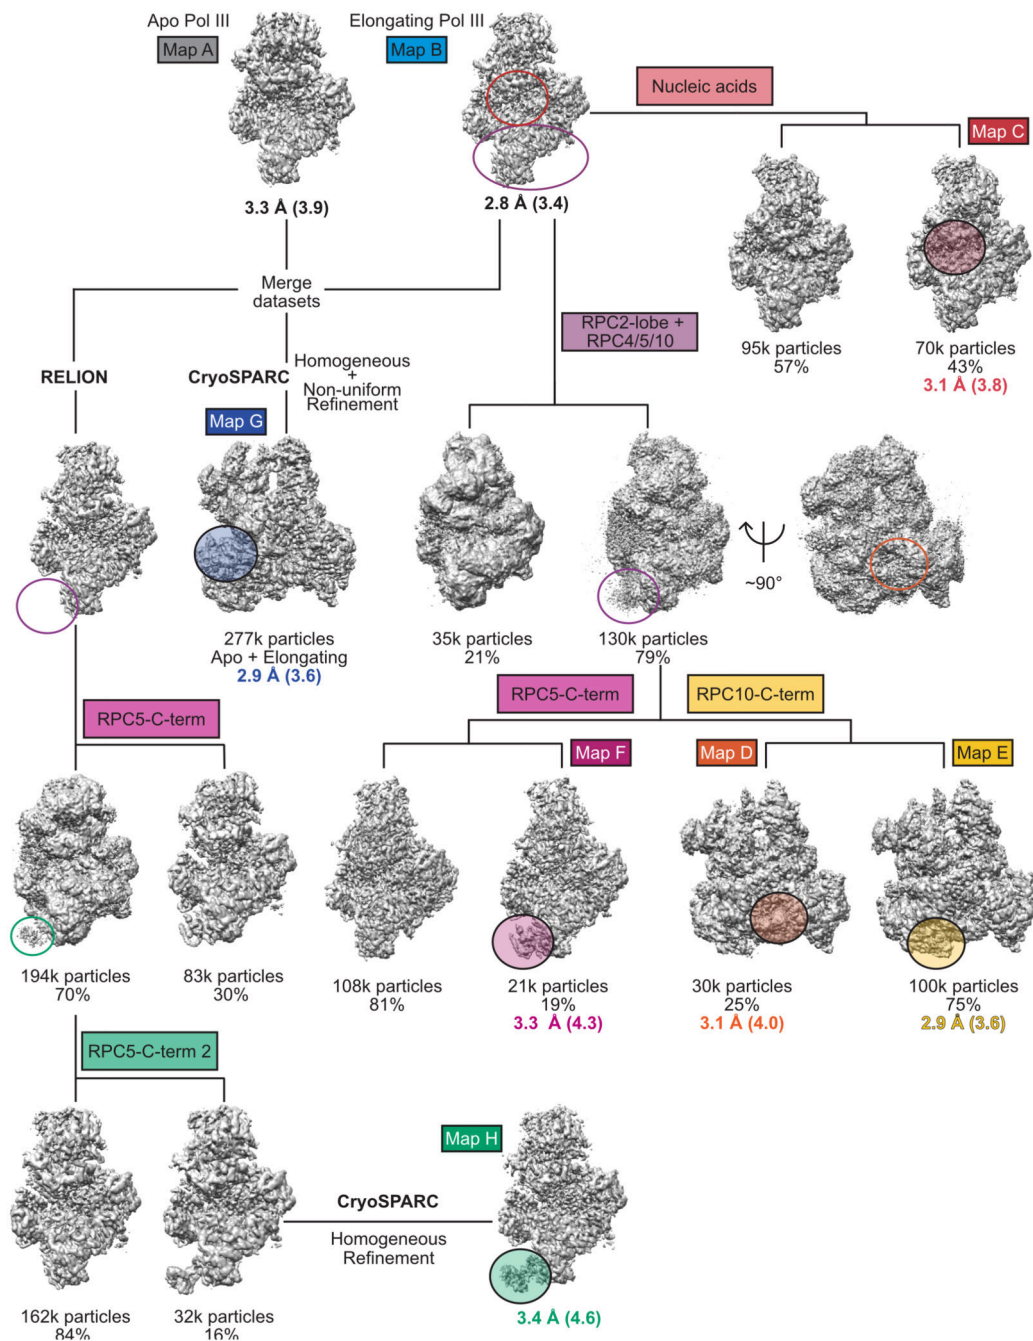 Apo Pol III
Map A
Elongating Pol III
Map B
Nucleic acids
Map C
3.3 Å (3.9)
2.8 Å (3.4)
Merge
datasets
RPC2-lobe +
RPC4/5/10
95k particles
57%
70k particles
43%
3.1 Å (3.8)
RELION
CryoSPARC
Homogeneous
+
Non-uniform
Refinement
Map G
~90°
277k particles
Apo + Elongating
2.9 Å (3.6)
35k particles
21%
130k particles
79%
RPC5-C-term
RPC5-C-term
RPC10-C-term
Map F
Map D
Map E
194k particles
70%
83k particles
30%
108k particles
81%
21k particles
19%
3.3 Å (4.3)
30k particles
25%
3.1 Å (4.0)
100k particles
75%
2.9 Å (3.6)
RPC5-C-term 2
Map H
CryoSPARC
Homogeneous
Refinement
162k particles
84%
32k particles
16%
3.4 Å (4.6)